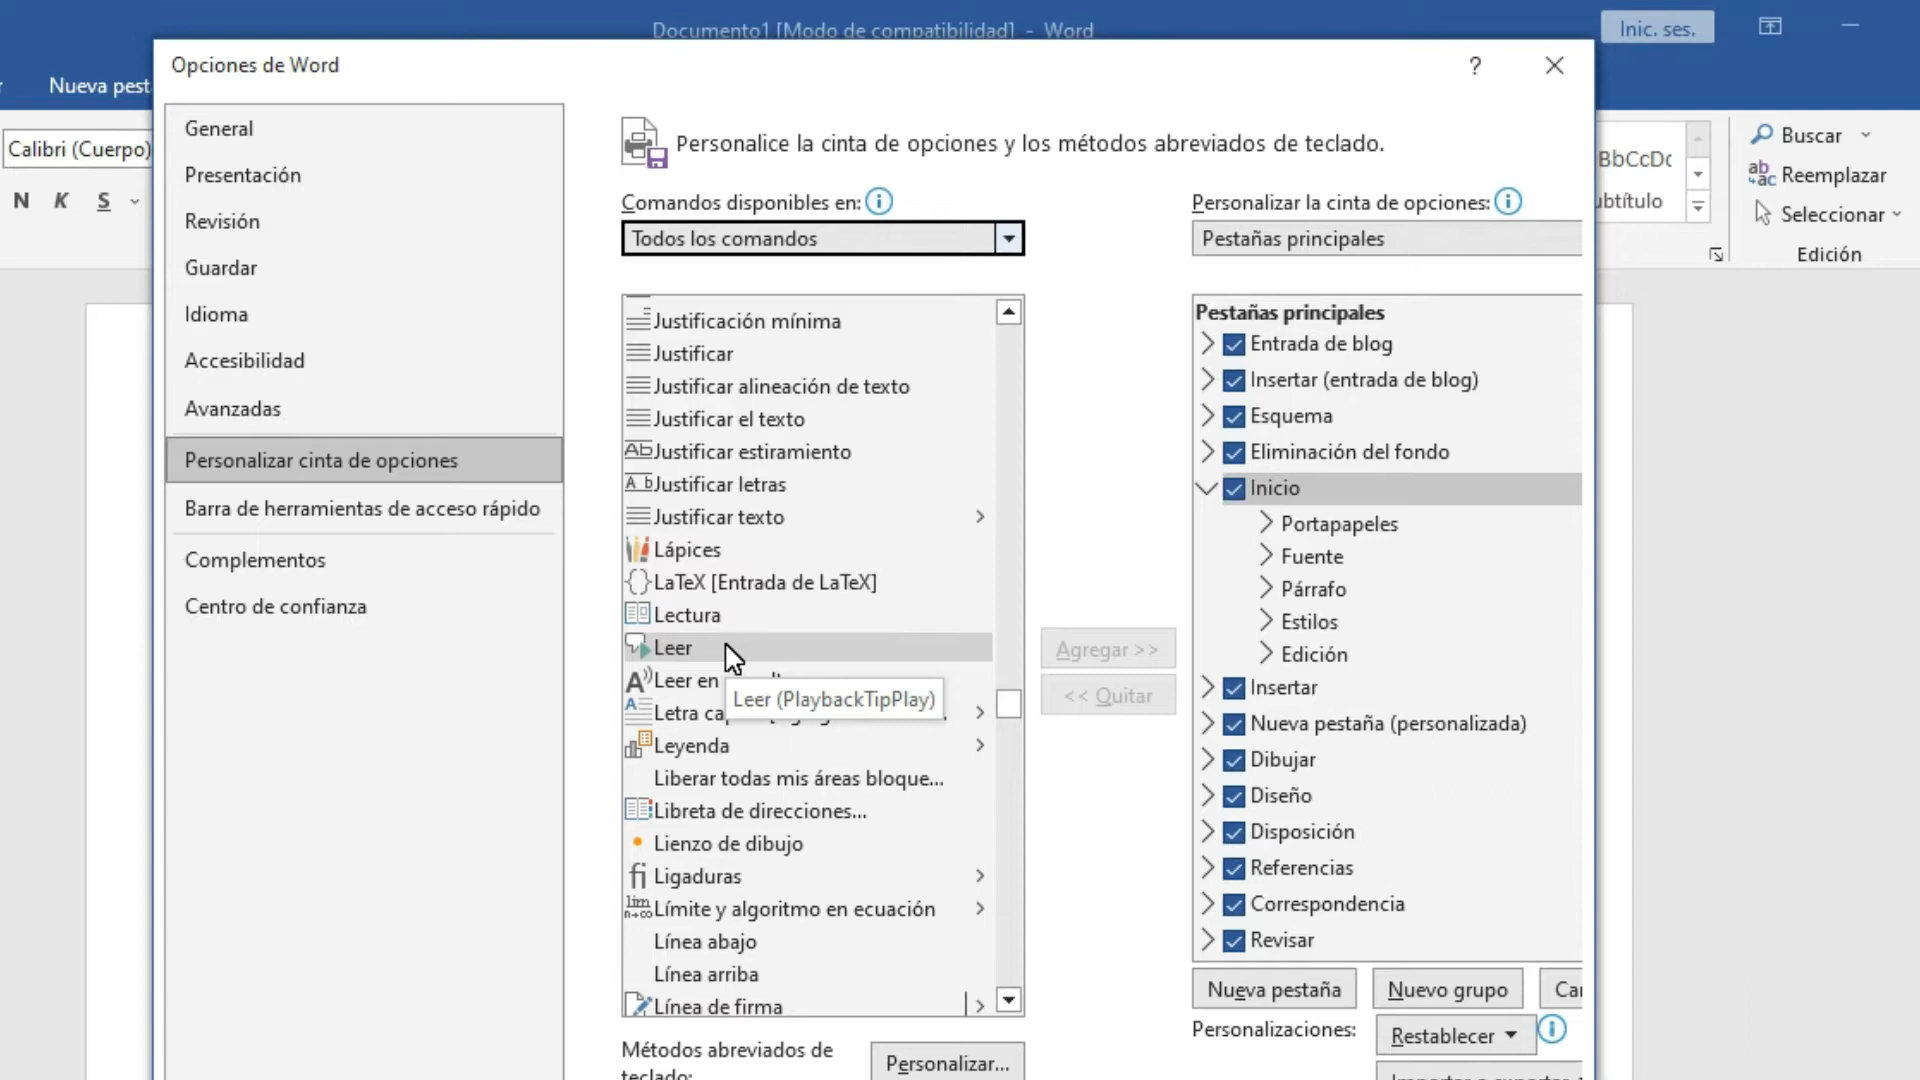 Documento1 [Modo de compatibilidad] - Word
Inic. ses.
Nueva pest
Opciones de Word
?
Calibri (Cuerpo)
N K S
General
Presentación
Revisión
Guardar
Idioma
Accesibilidad
Avanzadas
Personalizar cinta de opciones
Barra de herramientas de acceso rápido
Complementos
Centro de confianza
Personalice la cinta de opciones y los métodos abreviados de teclado.
Comandos disponibles en:
Todos los comandos
Justificación mínima
Justificar
Justificar alineación de texto
Justificar el texto
Justificar estiramiento
Justificar letras
Justificar texto
Lápices
LaTeX [Entrada de LaTeX]
Lectura
Leer
Leer en
Leer (PlaybackTipPlay)
Letra ca
Leyenda
Liberar todas mis áreas bloque...
Libreta de direcciones...
Lienzo de dibujo
Ligaduras
Límite y algoritmo en ecuación
Línea abajo
Línea arriba
Línea de firma
Métodos abreviados de
teclado:
Personalizar...
Agregar >>
<< Quitar
Personalizar la cinta de opciones:
Pestañas principales
Pestañas principales
Entrada de blog
Insertar (entrada de blog)
Esquema
Eliminación del fondo
Inicio
Portapapeles
Fuente
Párrafo
Estilos
Edición
Insertar
Nueva pestaña (personalizada)
Dibujar
Diseño
Disposición
Referencias
Correspondencia
Revisar
Nueva pestaña
Nuevo grupo
Ca
Personalizaciones:
Restablecer
BbCcDc
ubtítulo
Buscar
Reemplazar
Seleccionar
Edición